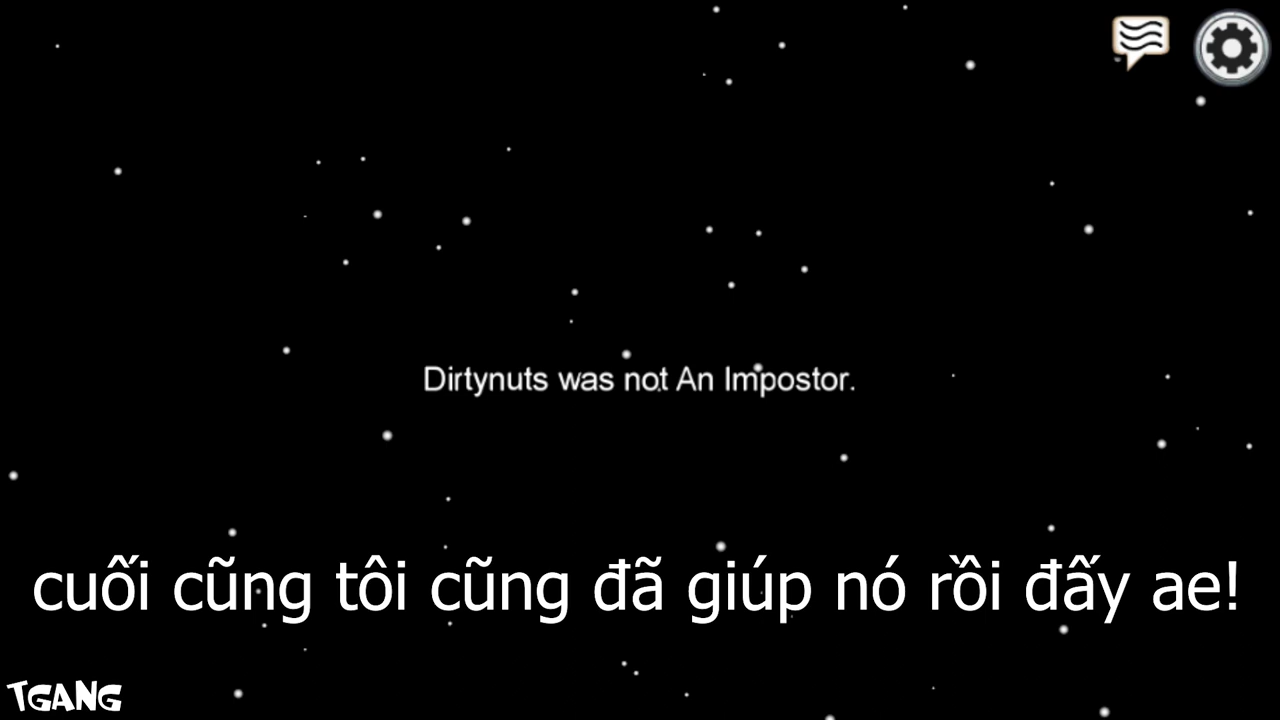 Dirtynuts was not An Impostor.
cuối cũng tôi cũng đã giúp nó rồi đấy ae!
TGANG